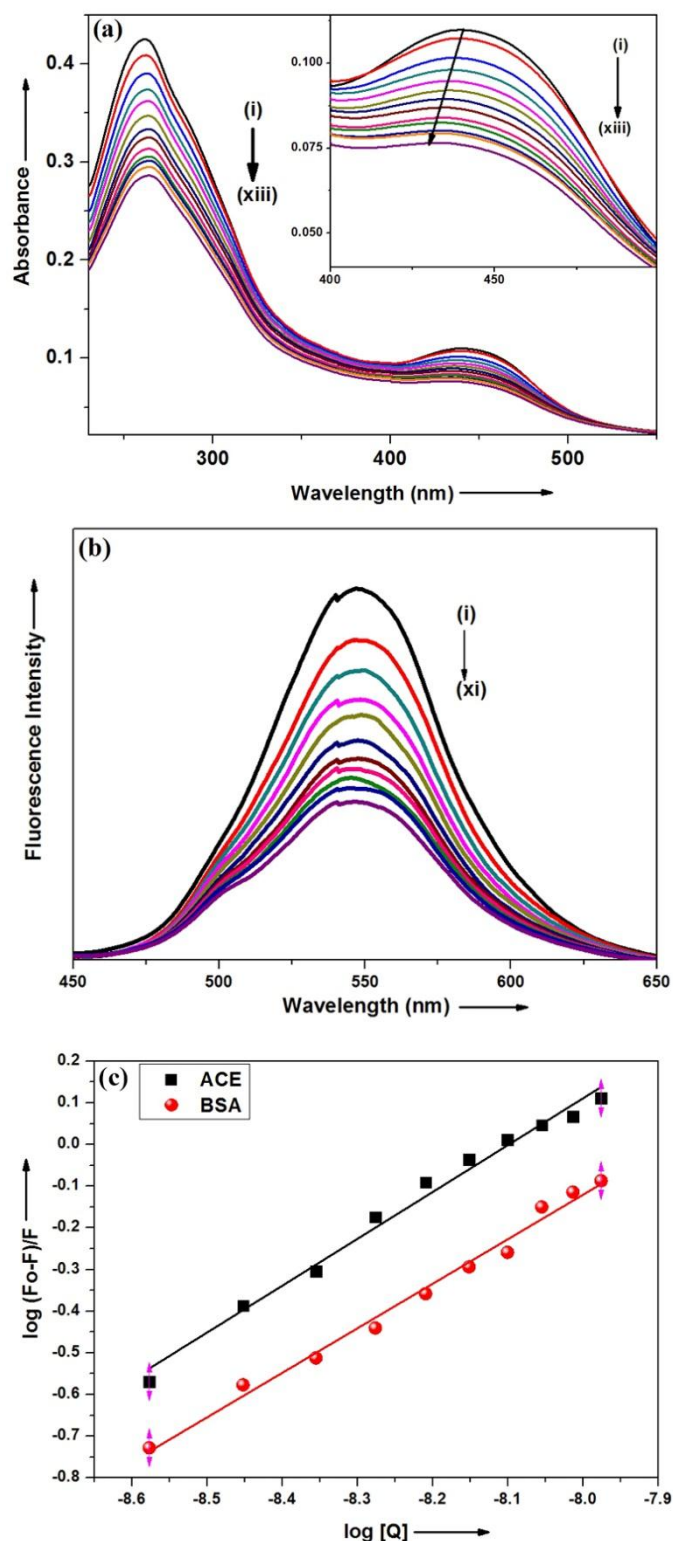 (a)
0.4
0.3
0.2
0.1
Absorbance
(i)
(xiii)
0.100
0.075
0.050
400
450
(i)
(xiii)
300
400
500
Wavelength (nm)
(b)
Fluorescence Intensity
(i)
(xi)
450
500
550
600
650
Wavelength (nm)
(c)
ACE
BSA
0.2
0.1
0.0
-0.1
-0.2
-0.3
-0.4
-0.5
-0.6
-0.7
-0.8
log (Fo-F)/F
-8.6
-8.5
-8.4
-8.3
-8.2
-8.1
-8.0
-7.9
log [Q]